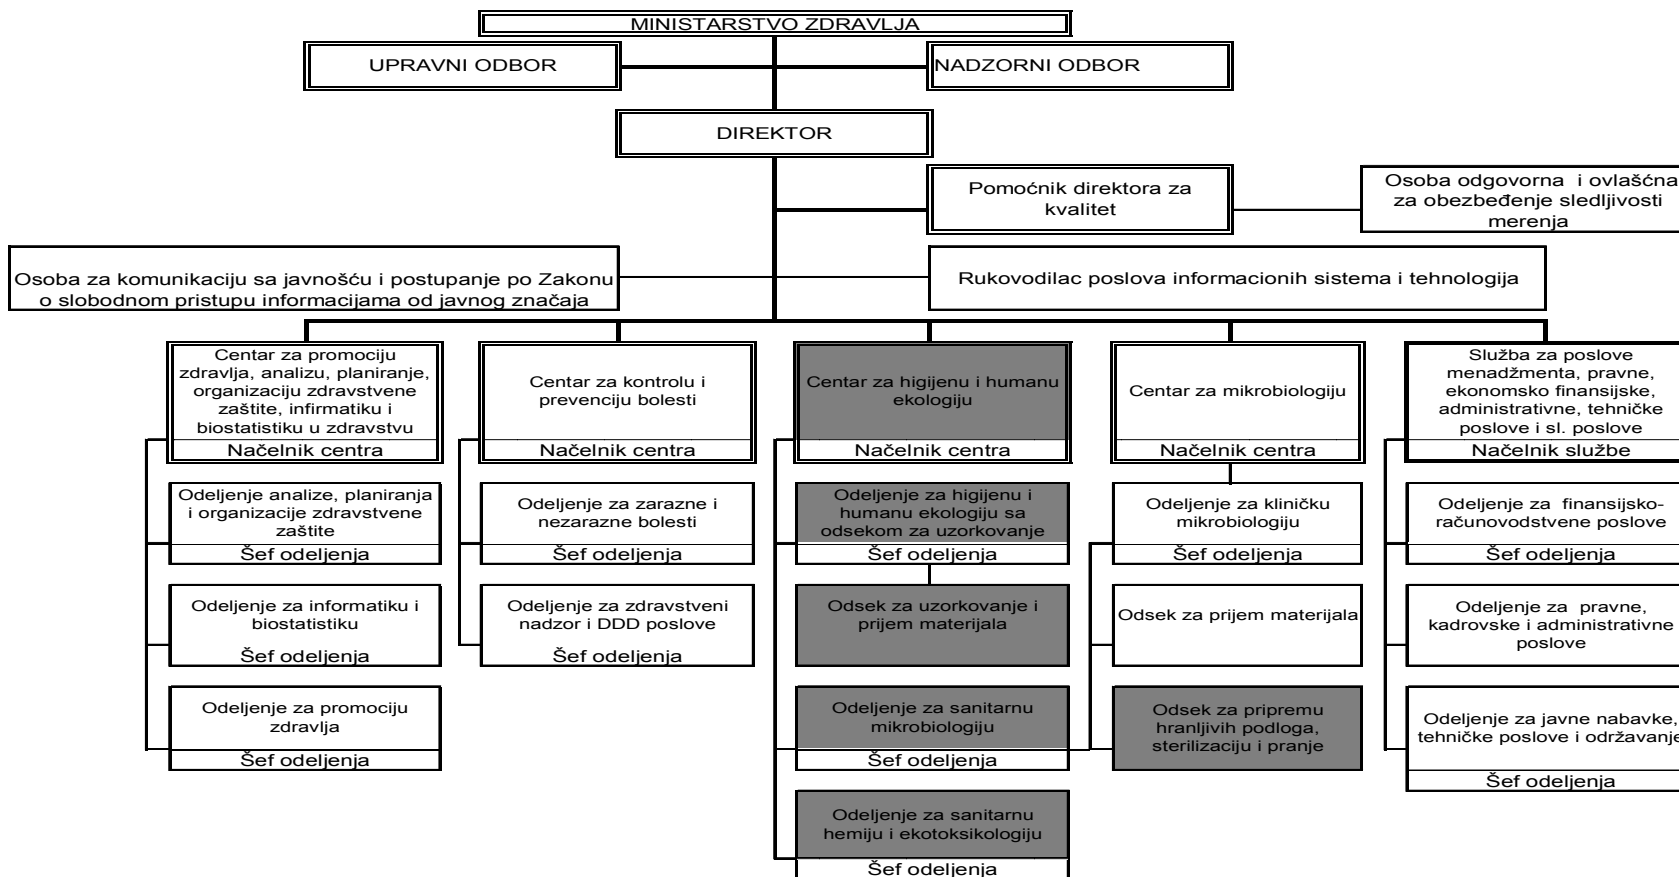 MINISTARSTVO ZDRAVLJA
UPRAVNI ODBOR
NADZORNI ODBOR
DIREKTOR
Pomoćnik direktora za
kvalitet
Osoba odgovorna i ovlašćna
za obezbeđenje sledljivosti
merenja
Osoba za komunikaciju sa javnošću i postupanje po Zakonu
o slobodnom pristupu informacijama od javnog značaja
Rukovodilac poslova informacionih sistema i tehnologija
Centar za promociju
zdravlja, analizu, planiranje,
organizaciju zdravstvene
zaštite, infirmatiku i
biostatistiku u zdravstvu
Načelnik centra
Odeljenje analize, planiranja
i organizacije zdravstvene
zaštite
Šef odeljenja
Odeljenje za informatiku i
biostatistiku
Šef odeljenja
Odeljenje za promociju
zdravlja
Šef odeljenja
Centar za kontrolu i
prevenciju bolesti
Načelnik centra
Odeljenje za zarazne i
nezarazne bolesti
Šef odeljenja
Odeljenje za zdravstveni
nadzor i DDD poslove
Šef odeljenja
Centar za higijenu i humanu
ekologiju
Načelnik centra
Odeljenje za higijenu i
humanu ekologiju sa
odsekom za uzorkovanje
Šef odeljenja
Odsek za uzorkovanje i
prijem materijala
Odeljenje za sanitarnu
mikrobiologiju
Šef odeljenja
Odeljenje za sanitarnu
hemiju i ekotoksikologiju
Šef odeljenja
Centar za mikrobiologiju
Načelnik centra
Odeljenje za kliničku
mikrobiologiju
Šef odeljenja
Odsek za prijem materijala
Odsek za pripremu
hranljivih podloga,
sterilizaciju i pranje
Služba za poslove
menadžmenta, pravne,
ekonomsko finansijske,
administrativne, tehničke
poslove i sl. poslove
Načelnik službe
Odeljenje za finansijsko-
računovodstvene poslove
Šef odeljenja
Odeljenje za pravne,
kadrovske i administrativne
poslove
Odeljenje za javne nabavke,
tehničke poslove i održavanje
Šef odeljenja